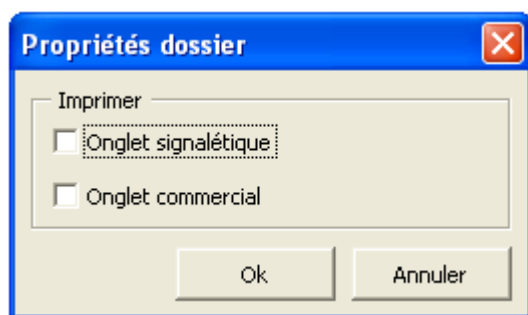 Propriétés dossier
Imprimer
Onglet signalétique
Onglet commercial
Ok
Annuler